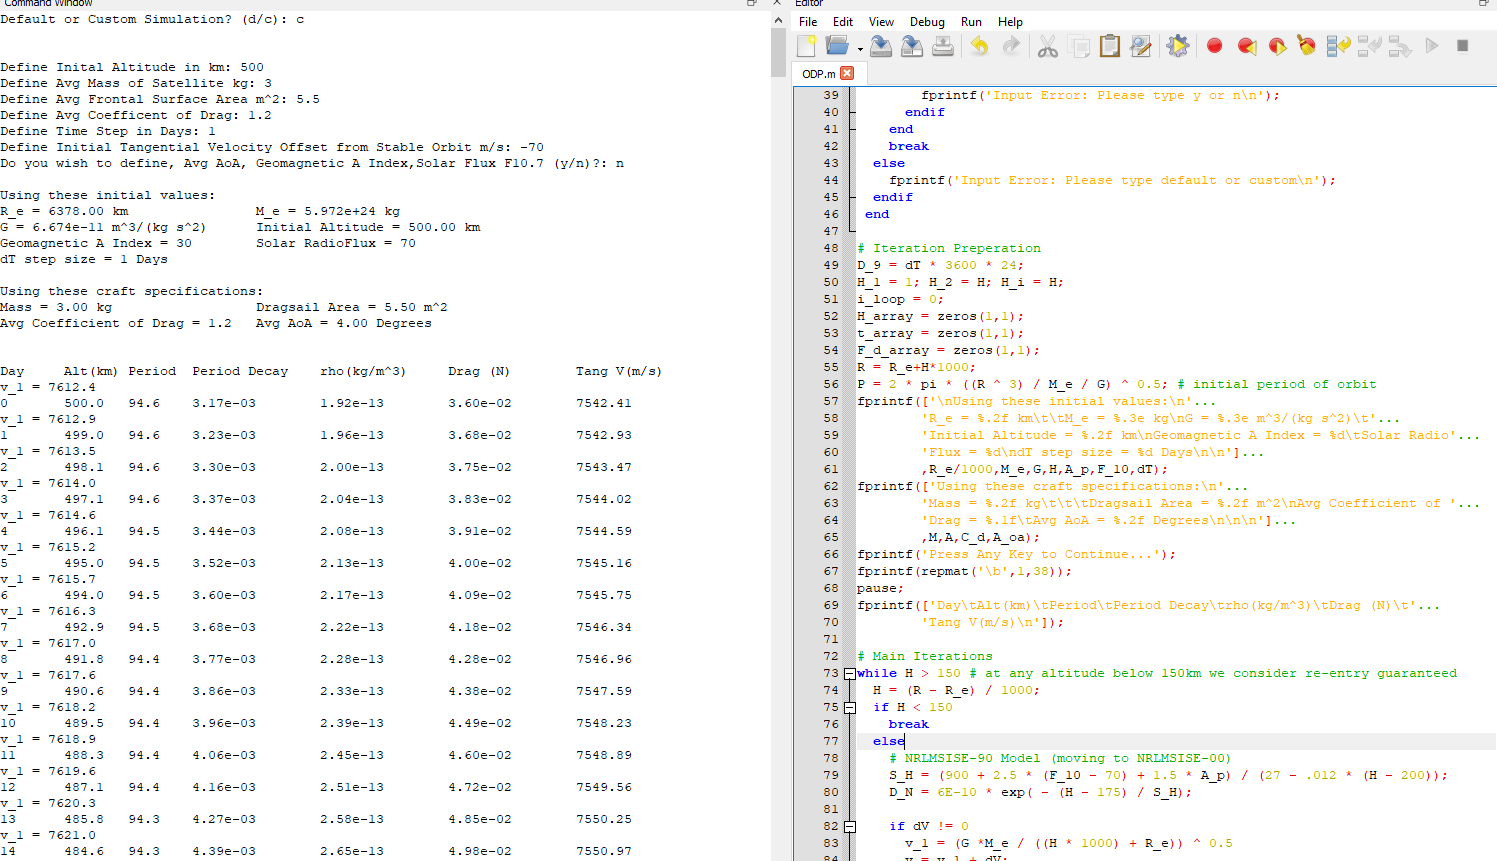 Command Window
Default or Custom Simulation? (d/c): c
Define Inital Altitude in km: 500
Define Avg Mass of Satellite kg: 3
Define Avg Frontal Surface Area m^2: 5.5
Define Avg Coefficent of Drag: 1.2
Define Time Step in Days: 1
Define Initial Tangential Velocity Offset from Stable Orbit m/s: -70
Do you wish to define, Avg AoA, Geomagnetic A Index,Solar Flux F10.7 (y/n)?: n
Using these initial values:
R_e = 6378.00 km M_e = 5.972e+24 kg
G = 6.674e-11 m^3/(kg s^2) Initial Altitude = 500.00 km
Geomagnetic A Index = 30 Solar RadioFlux = 70
dT step size = 1 Days
Using these craft specifications:
Mass = 3.00 kg Dragsail Area = 5.50 m^2
Avg Coefficient of Drag = 1.2 Avg AoA = 4.00 Degrees
Day Alt(km) Period Period Decay rho(kg/m^3) Drag (N) Tang V(m/s)
v_1 = 7612.4
0 500.0 94.6 3.17e-03 1.92e-13 3.60e-02 7542.41
v_1 = 7612.9
1 499.0 94.6 3.23e-03 1.96e-13 3.68e-02 7542.93
v_1 = 7613.5
2 498.1 94.6 3.30e-03 2.00e-13 3.75e-02 7543.47
v_1 = 7614.0
3 497.1 94.6 3.37e-03 2.04e-13 3.83e-02 7544.02
v_1 = 7614.6
4 496.1 94.5 3.44e-03 2.08e-13 3.91e-02 7544.59
v_1 = 7615.2
5 495.0 94.5 3.52e-03 2.13e-13 4.00e-02 7545.16
v_1 = 7615.7
6 494.0 94.5 3.60e-03 2.17e-13 4.09e-02 7545.75
v_1 = 7616.3
7 492.9 94.5 3.68e-03 2.22e-13 4.18e-02 7546.34
v_1 = 7617.0
8 491.8 94.4 3.77e-03 2.28e-13 4.28e-02 7546.96
v_1 = 7617.6
9 490.6 94.4 3.86e-03 2.33e-13 4.38e-02 7547.59
v_1 = 7618.2
10 489.5 94.4 3.96e-03 2.39e-13 4.49e-02 7548.23
v_1 = 7618.9
11 488.3 94.4 4.06e-03 2.45e-13 4.60e-02 7548.89
v_1 = 7619.6
12 487.1 94.4 4.16e-03 2.51e-13 4.72e-02 7549.56
v_1 = 7620.3
13 485.8 94.3 4.27e-03 2.58e-13 4.85e-02 7550.25
v_1 = 7621.0
14 484.6 94.3 4.39e-03 2.65e-13 4.98e-02 7550.97
Editor
File Edit View Debug Run Help
ODP.m
39 fprintf('Input Error: Please type y or n\n');
40 endif
41 end
42 break
43 else
44 fprintf('Input Error: Please type default or custom\n');
45 endif
46 end
47
48 # Iteration Preperation
49 D_9 = dT * 3600 * 24;
50 H_1 = 1; H_2 = H; H_i = H;
51 i_loop = 0;
52 H_array = zeros(1,1);
53 t_array = zeros(1,1);
54 F_d_array = zeros(1,1);
55 R = R_e+H*1000;
56 P = 2 * pi * ((R ^ 3) / M_e / G) ^ 0.5; # initial period of orbit
57 fprintf(['\nUsing these initial values:\n'...
58 'R_e = %.2f km\t\tM_e = %.3e kg\nG = %.3e m^3/(kg s^2)\t'...
59 'Initial Altitude = %.2f km\nGeomagnetic A Index = %d\tSolar Radio'...
60 'Flux = %d\ndT step size = %d Days\n\n']...
61 ,R_e/1000,M_e,G,H,A_p,F_10,dT);
62 fprintf(['Using these craft specifications:\n'...
63 'Mass = %.2f kg\t\t\tDragsail Area = %.2f m^2\nAvg Coefficient of '...
64 'Drag = %.1f\tAvg AoA = %.2f Degrees\n\n\n']...
65 ,M,A,C_d,A_oa);
66 fprintf('Press Any Key to Continue...');
67 fprintf(repmat('\b',1,38));
68 pause;
69 fprintf(['Day\tAlt(km)\tPeriod\tPeriod Decay\trho(kg/m^3)\tDrag (N)\t'...
70 'Tang V(m/s)\n']);
71
72 # Main Iterations
73 while H > 150 # at any altitude below 150km we consider re-entry guaranteed
74 H = (R - R_e) / 1000;
75 if H < 150
76 break
77 else
78 # NRLMSISE-90 Model (moving to NRLMSISE-00)
79 S_H = (900 + 2.5 * (F_10 - 70) + 1.5 * A_p) / (27 - .012 * (H - 200));
80 D_N = 6E-10 * exp( - (H - 175) / S_H);
81
82 if dV != 0
83 v_1 = (G *M_e / ((H * 1000) + R_e)) ^ 0.5
84 v = v_1 + dV;